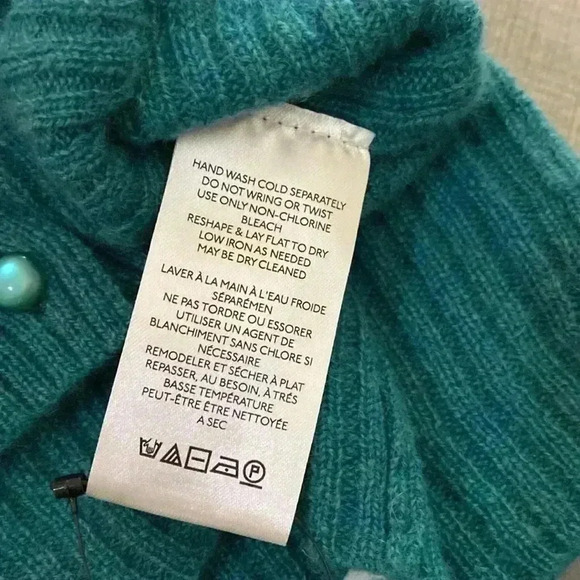 HAND WASH COLD SEPARATELY
DO NOT WRING OR TWIST
USE ONLY NON-CHLORINE
BLEACH
RESHAPE & LAY FLAT TO DRY
LOW IRON AS NEEDED
MAY BE DRY CLEANED
LAVER À LA MAIN À L'EAU FROIDE
SÉPARÉMEN
NE PAS TORDRE OU ESSORER
UTILISER UN AGENT DE
BLANCHIMENT SANS CHLORE SI
NÉCESSAIRE
REMODELER ET SÉCHER À PLAT
REPASSER, AU BESOIN, À TRÉS
BASSE TEMPÉRATURE
PEUT-ÊTRE ÊTRE NETTOYÉE
A SEC
P